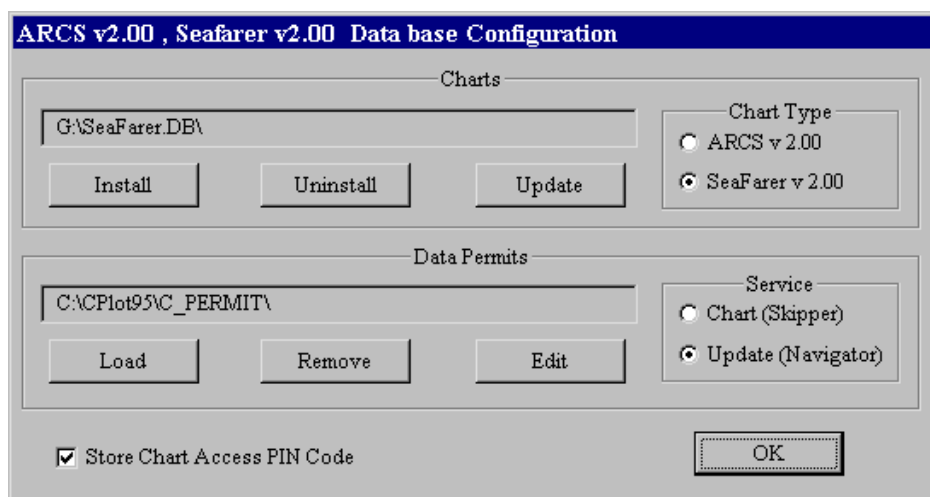 ARCS v2.00 , Seafarer v2.00 Data base Configuration
Charts
G:\SeaFarer.DB\
Install
Uninstall
Update
Chart Type
ARCS v 2.00
SeaFarer v 2.00
Data Permits
C:\CPlot95\C_PERMIT\
Load
Remove
Edit
Service
Chart (Skipper)
Update (Navigator)
Store Chart Access PIN Code
OK